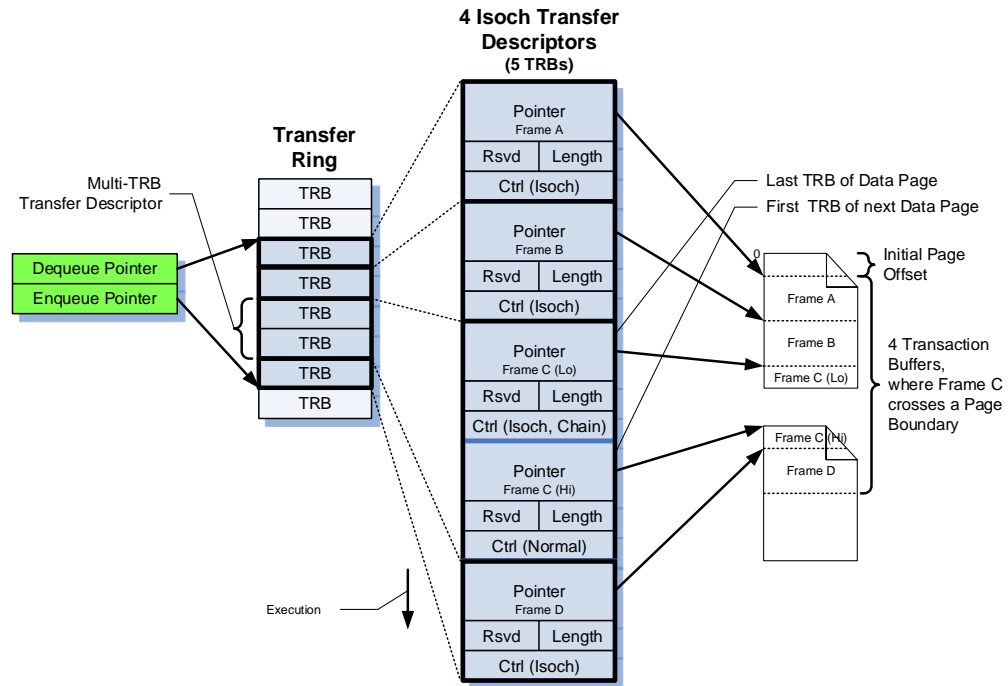 4 Isoch Transfer
Descriptors
(5 TRBs)
Transfer
Ring
Multi-TRB
Transfer Descriptor
Dequeue Pointer
Enqueue Pointer
TRB
TRB
TRB
TRB
TRB
TRB
TRB
TRB
Execution
Pointer
Frame A
Rsvd Length
Ctrl (Isoch)
Pointer
Frame B
Rsvd Length
Ctrl (Isoch)
Pointer
Frame C (Lo)
Rsvd Length
Ctrl (Isoch, Chain)
Pointer
Frame C (Hi)
Rsvd Length
Ctrl (Normal)
Pointer
Frame D
Rsvd Length
Ctrl (Isoch)
Last TRB of Data Page
First TRB of next Data Page
0
Initial Page
Offset
Frame A
Frame B
Frame C (Lo)
Frame C (Hi)
Frame D
4 Transaction
Buffers,
where Frame C
crosses a Page
Boundary